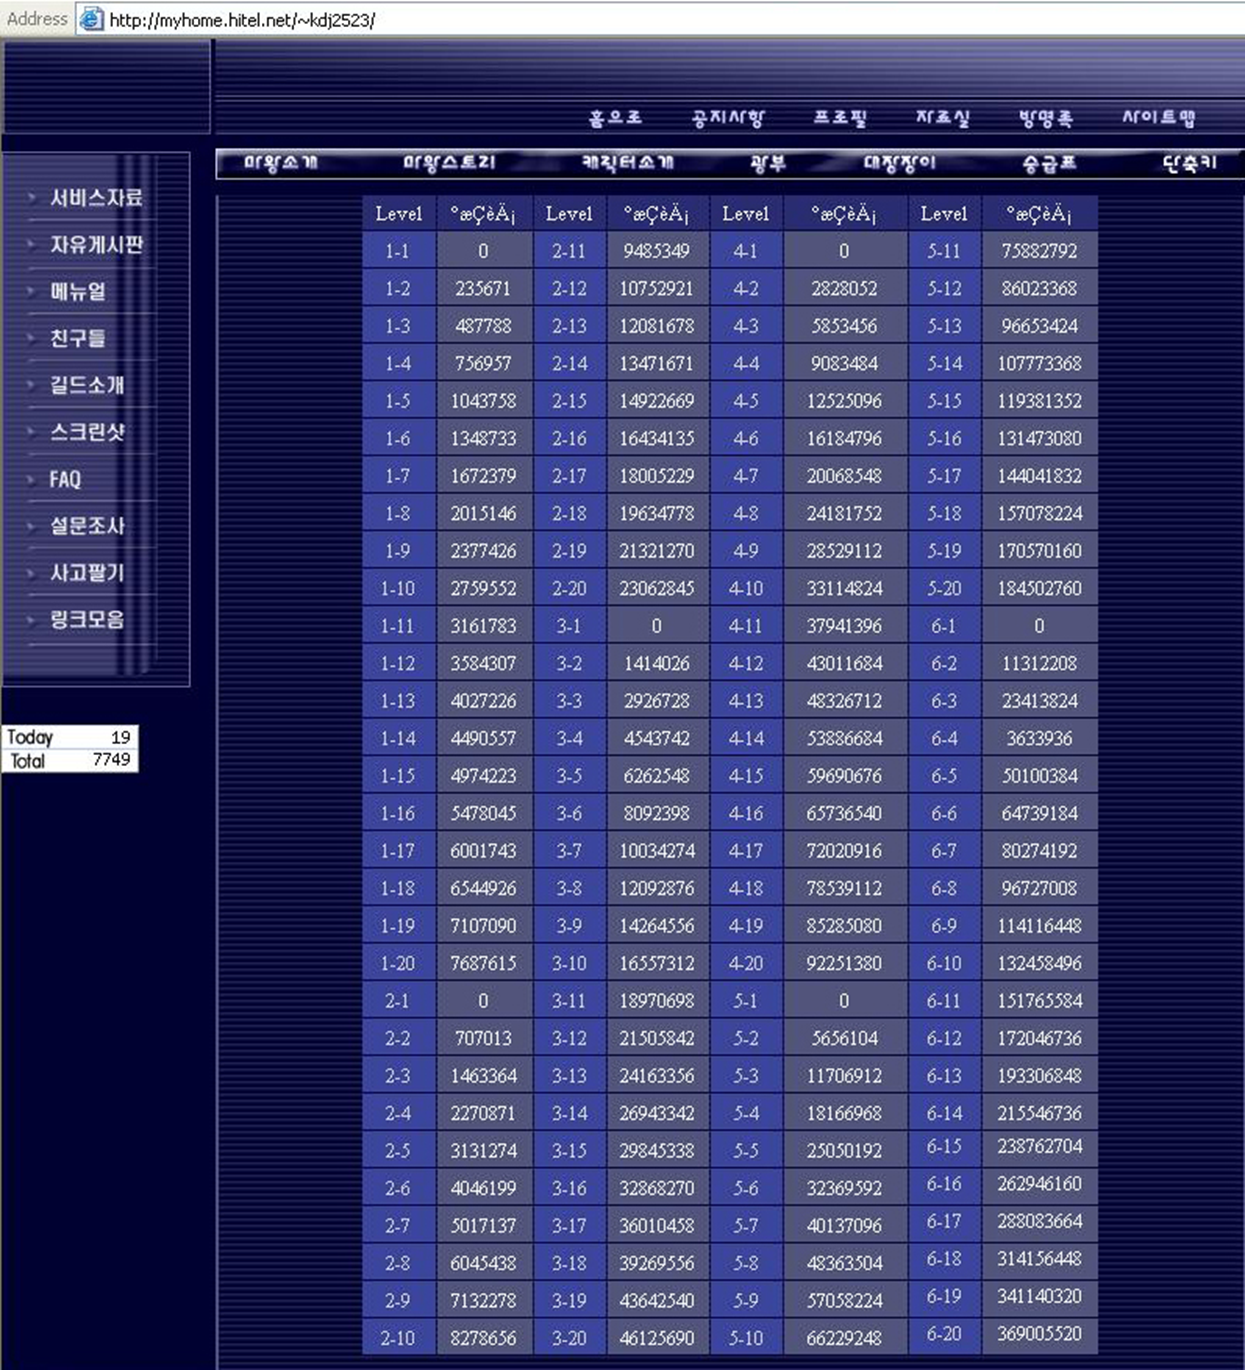 Address http://myhome.hitel.net/~kdj2523/
홈으로 공지사항 프로필 자료실 방명록 사이트맵
마왕소개 마왕스토리 캐릭터소개 광부 대장장이 승급표 단축키
서비스자료
자유게시판
메뉴얼
친구들
길드소개
스크린샷
FAQ
설문조사
사고팔기
링크모음
Today 19
Total 7749
Level °æÇèÄ¡ Level °æÇèÄ¡ Level °æÇèÄ¡ Level °æÇèÄ¡
1-1 0 2-11 9485349 4-1 0 5-11 75882792
1-2 235671 2-12 10752921 4-2 2828052 5-12 86023368
1-3 487788 2-13 12081678 4-3 5853456 5-13 96653424
1-4 756957 2-14 13471671 4-4 9083484 5-14 107773368
1-5 1043758 2-15 14922669 4-5 12525096 5-15 119381352
1-6 1348733 2-16 16434135 4-6 16184796 5-16 131473080
1-7 1672379 2-17 18005229 4-7 20068548 5-17 144041832
1-8 2015146 2-18 19634778 4-8 24181752 5-18 157078224
1-9 2377426 2-19 21321270 4-9 28529112 5-19 170570160
1-10 2759552 2-20 23062845 4-10 33114824 5-20 184502760
1-11 3161783 3-1 0 4-11 37941396 6-1 0
1-12 3584307 3-2 1414026 4-12 43011684 6-2 11312208
1-13 4027226 3-3 2926728 4-13 48326712 6-3 23413824
1-14 4490557 3-4 4543742 4-14 53886684 6-4 3633936
1-15 4974223 3-5 6262548 4-15 59690676 6-5 50100384
1-16 5478045 3-6 8092398 4-16 65736540 6-6 64739184
1-17 6001743 3-7 10034274 4-17 72020916 6-7 80274192
1-18 6544926 3-8 12092876 4-18 78539112 6-8 96727008
1-19 7107090 3-9 14264556 4-19 85285080 6-9 114116448
1-20 7687615 3-10 16557312 4-20 92251380 6-10 132458496
2-1 0 3-11 18970698 5-1 0 6-11 151765584
2-2 707013 3-12 21505842 5-2 5656104 6-12 172046736
2-3 1463364 3-13 24163356 5-3 11706912 6-13 193306848
2-4 2270871 3-14 26943342 5-4 18166968 6-14 215546736
2-5 3131274 3-15 29845338 5-5 25050192 6-15 238762704
2-6 4046199 3-16 32868270 5-6 32369592 6-16 262946160
2-7 5017137 3-17 36010458 5-7 40137096 6-17 288083664
2-8 6045438 3-18 39269556 5-8 48363504 6-18 314156448
2-9 7132278 3-19 43642540 5-9 57058224 6-19 341140320
2-10 8278656 3-20 46125690 5-10 66229248 6-20 369005520